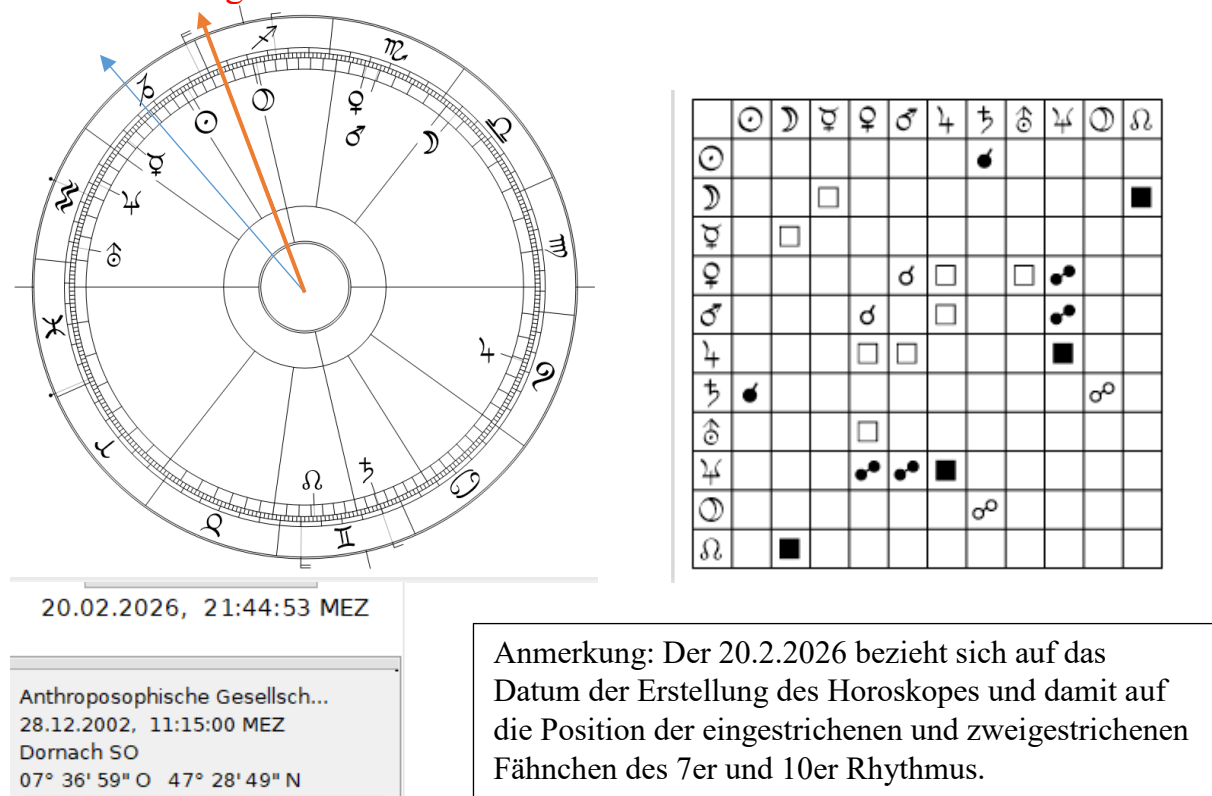 20.02.2026, 21:44:53 MEZ
Anthroposophische Gesellsch...
28.12.2002, 11:15:00 MEZ
Dornach SO
07° 36' 59" O 47° 28' 49" N
Anmerkung: Der 20.2.2026 bezieht sich auf das
Datum der Erstellung des Horoskopes und damit auf
die Position der eingestrichenen und zweigestrichenen
Fähnchen des 7er und 10er Rhythmus.